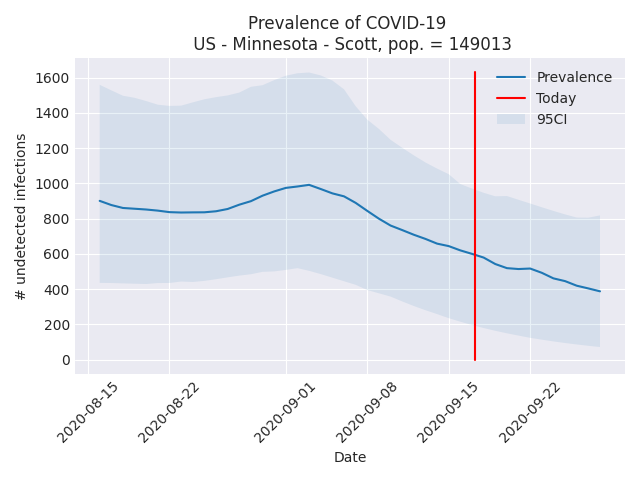 Prevalence of COVID-19
US - Minnesota - Scott, pop. = 149013
Prevalence
Today
95CI
# undetected infections
1600
1400
1200
1000
800
600
400
200
0
2020-08-15
2020-08-22
2020-09-01
2020-09-08
2020-09-15
2020-09-22
Date